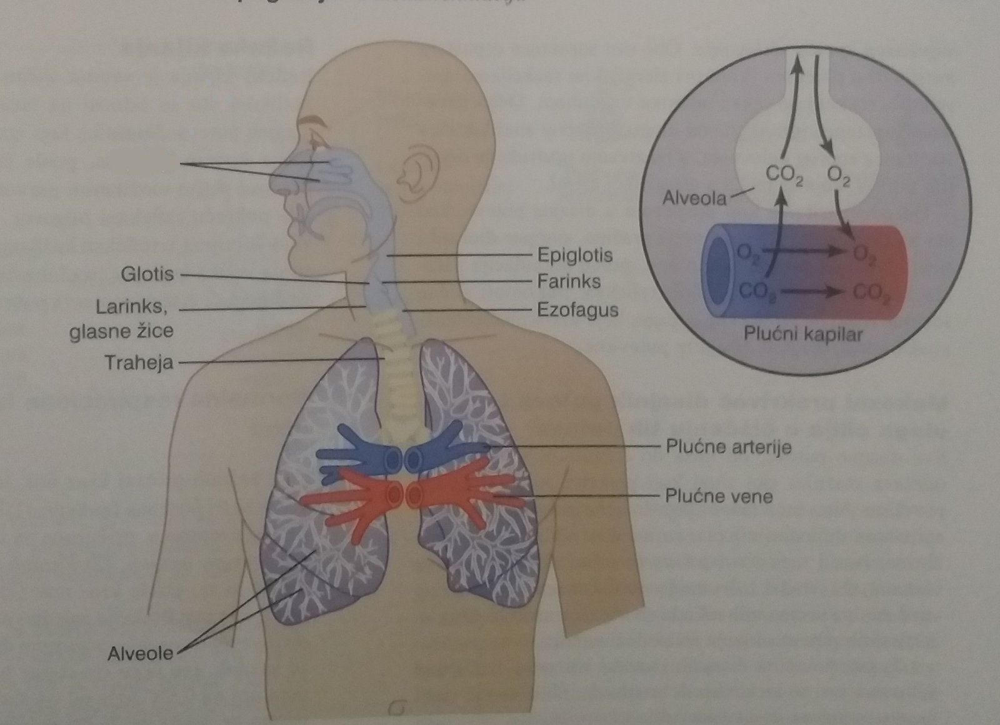 Glotis
Larinks,
glasne žice
Traheja
Alveole
Epiglotis
Farinks
Ezofagus
Plućne arterije
Plućne vene
CO2 O2
Alveola
O2 O2
CO2 CO2
Plućni kapilar